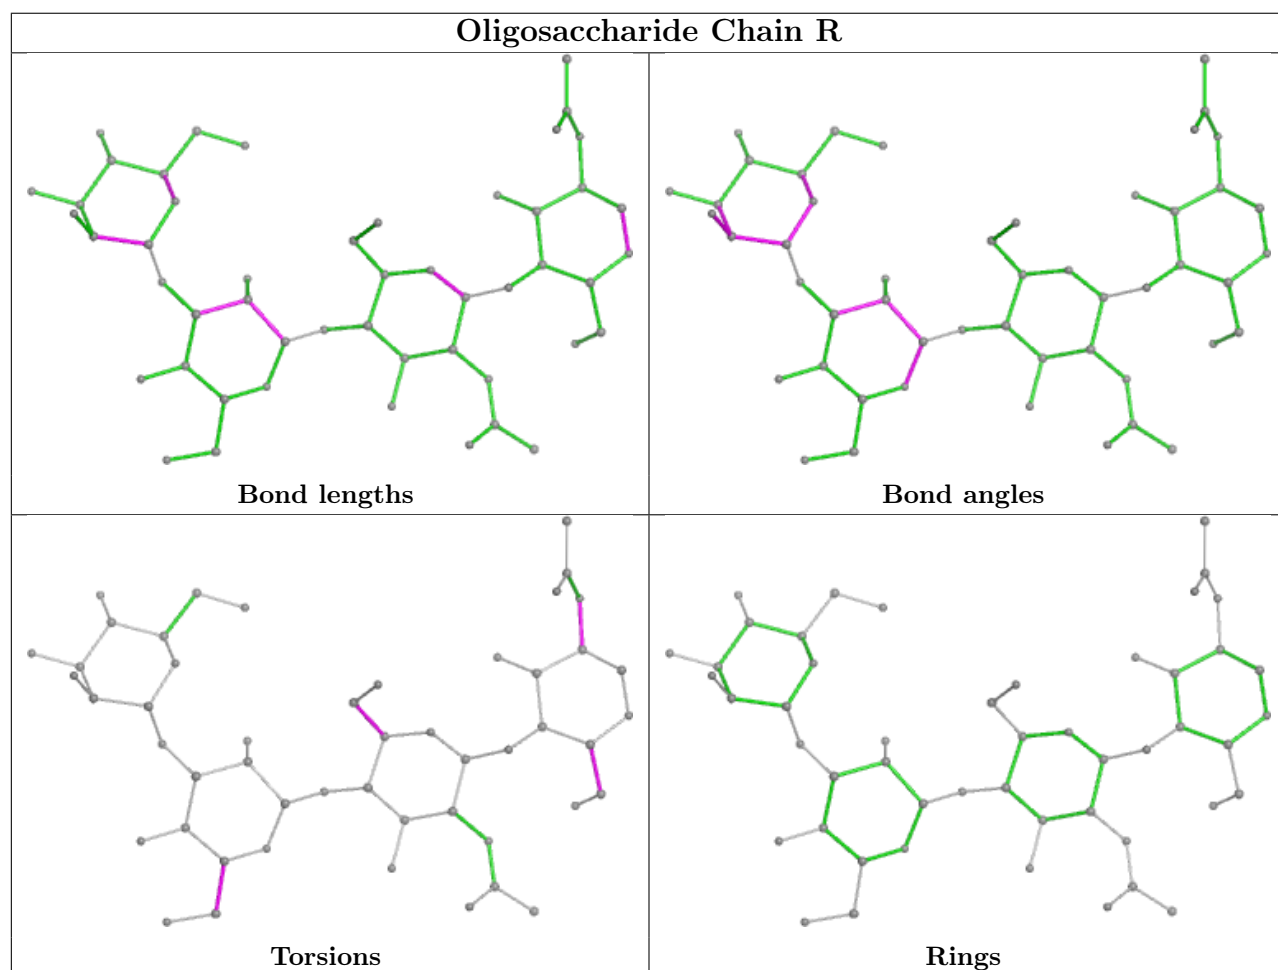 Oligosaccharide Chain R
Bond lengths
Bond angles
Torsions
Rings